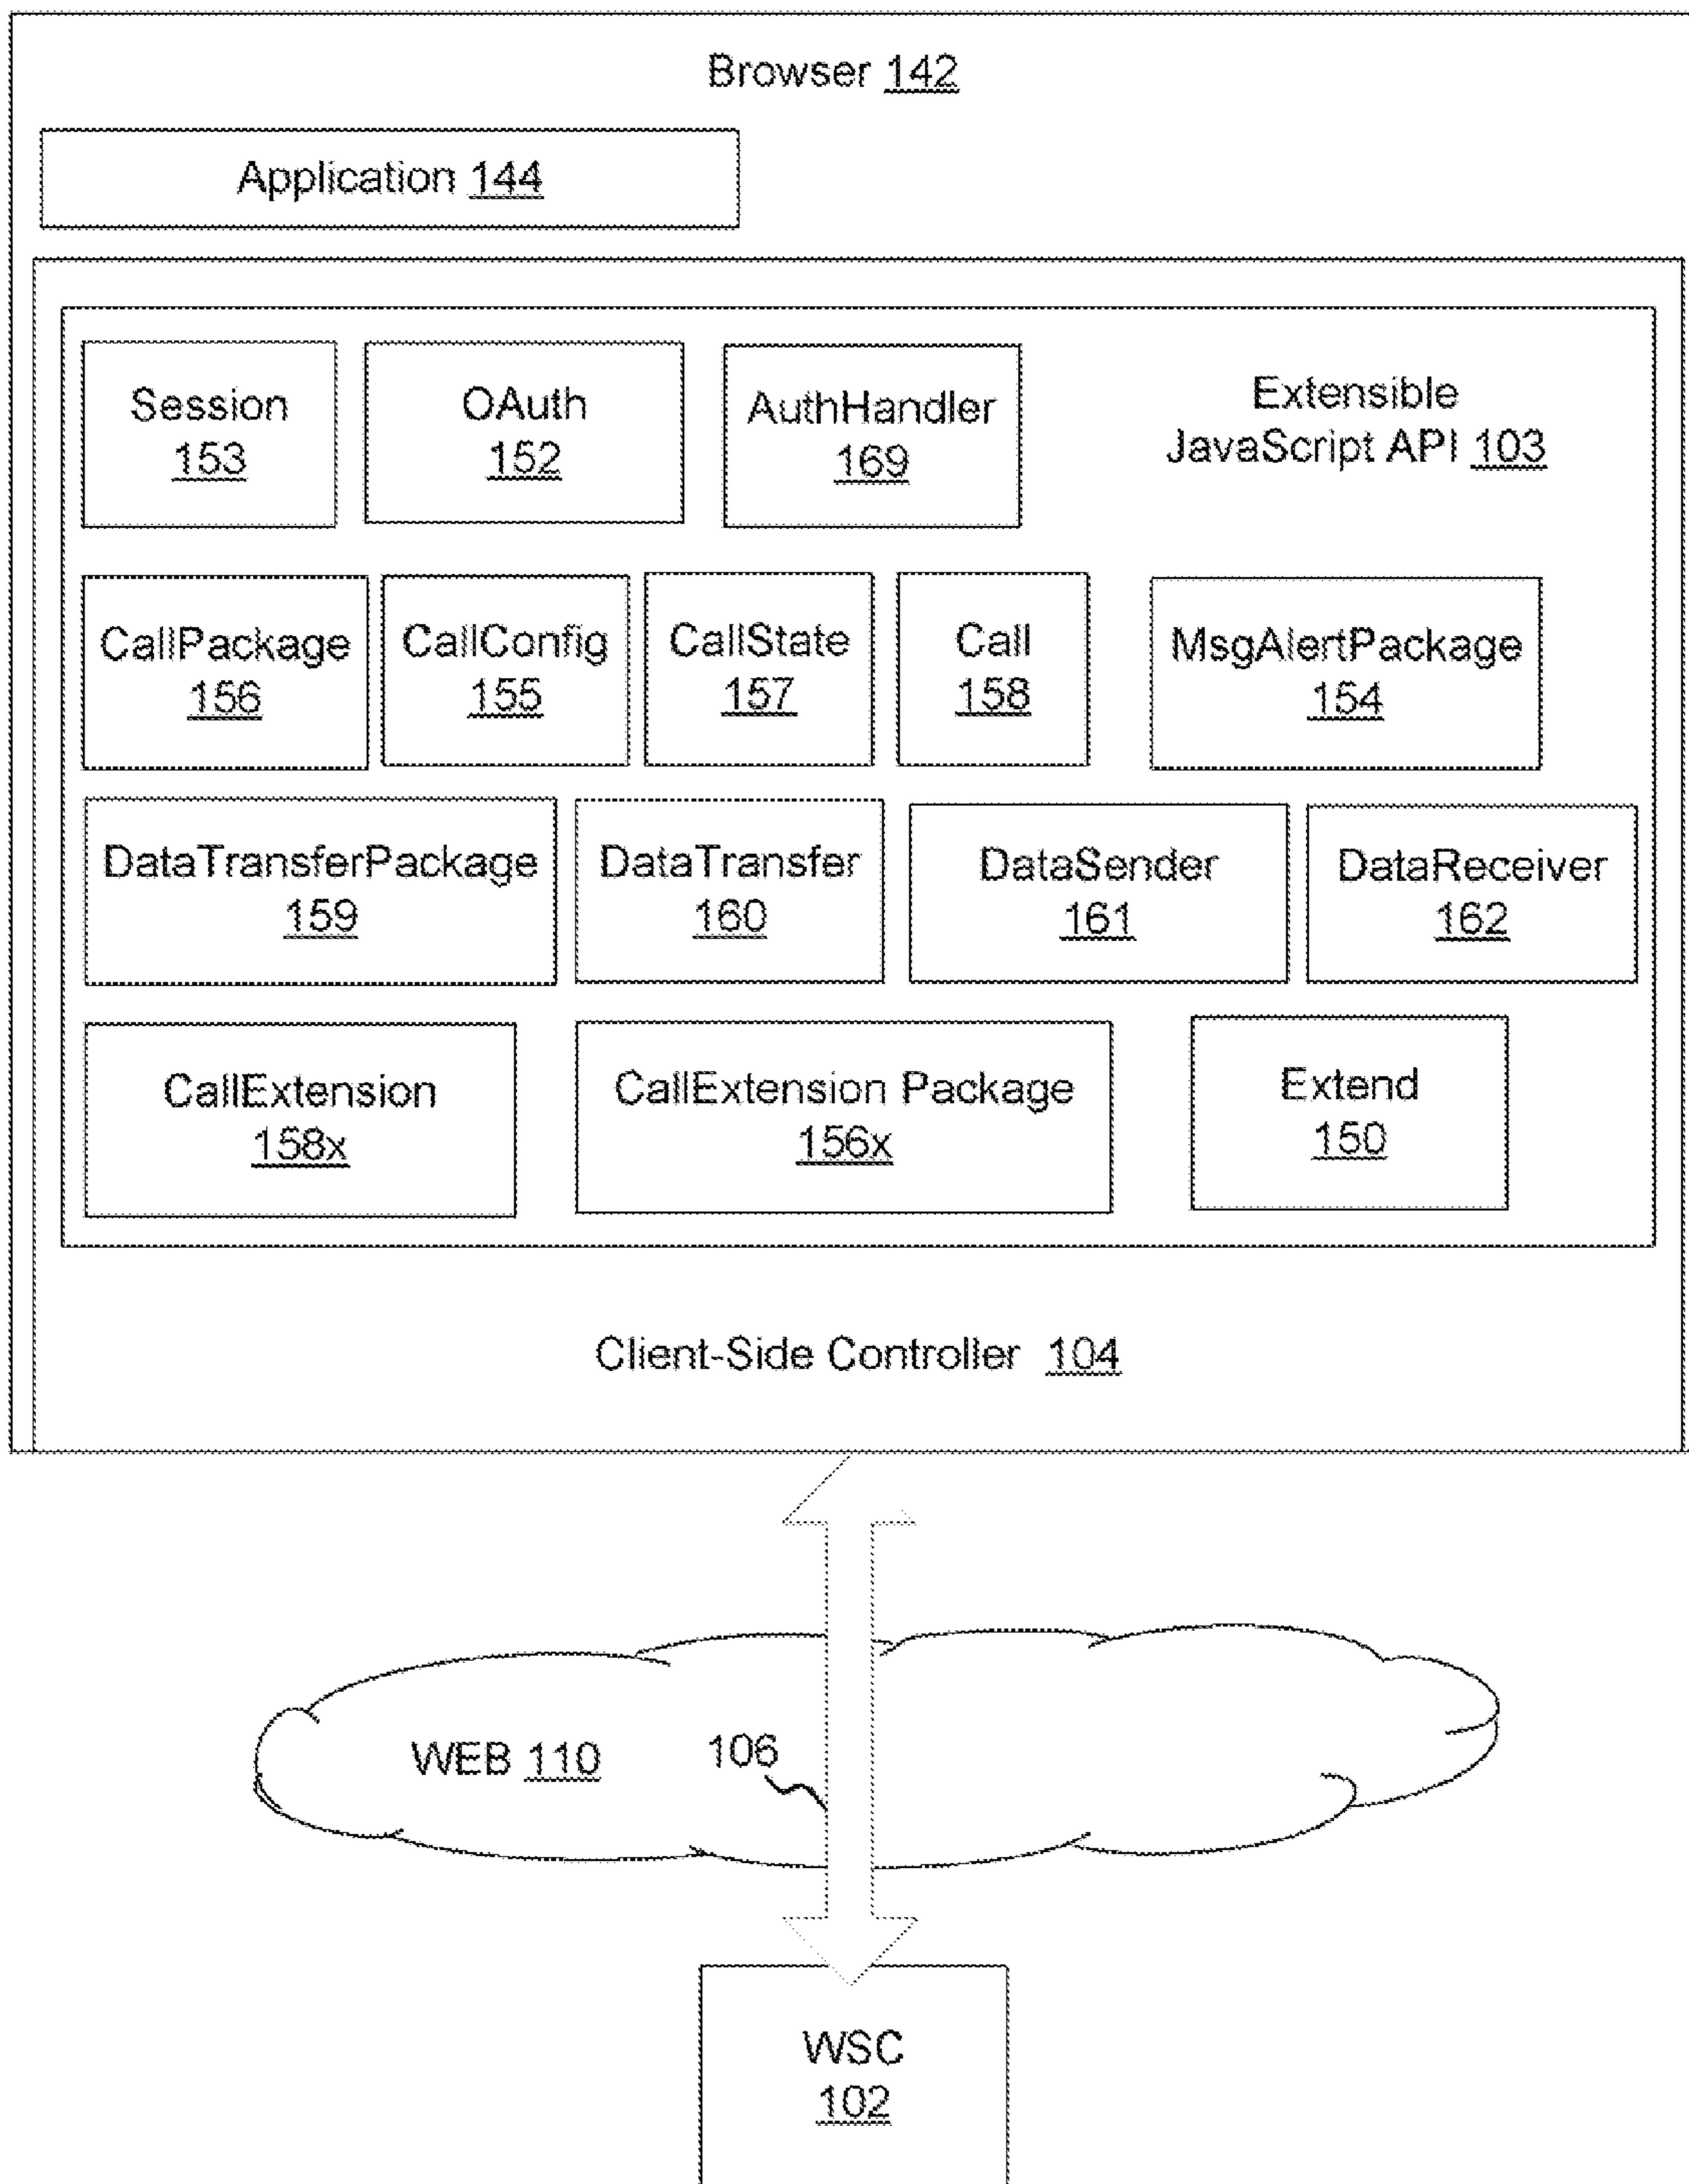 Browser 142
Application 144
Session
153
OAuth
152
AuthHandler
169
Extensible
JavaScript API 103
CallPackage
156
CallConfig
155
CallState
157
Call
158
MsgAlertPackage
154
DataTransferPackage
159
DataTransfer
160
DataSender
161
DataReceiver
162
CallExtension
158x
CallExtension Package
156x
Extend
150
Client-Side Controller 104
WEB 110
106
WSC
102